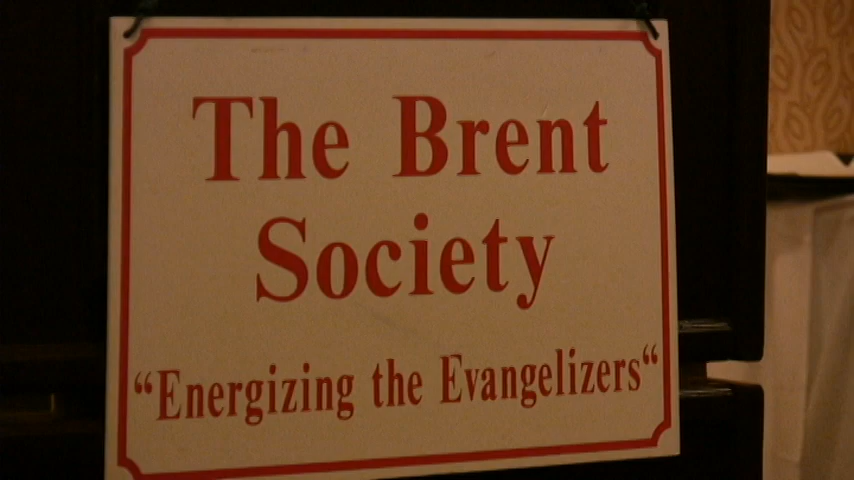 The Brent
Society
“Energizing the Evangelizers“